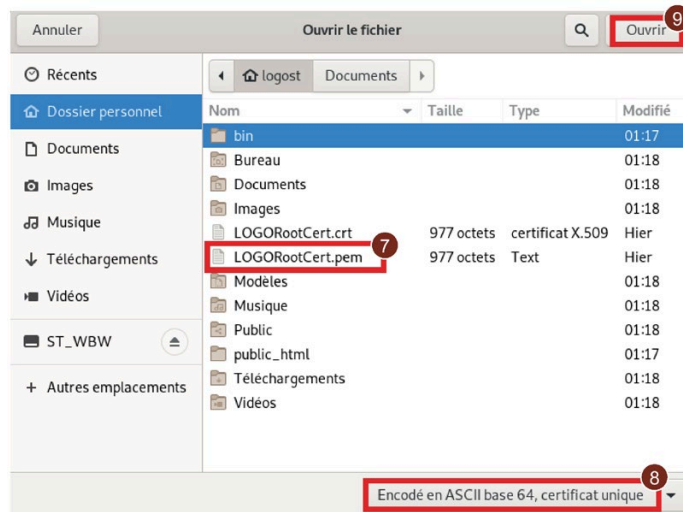 Annuler Ouvrir le fichier Ouvrir 9
Récents
logost Documents
Dossier personnel
Documents
Images
Musique
Téléchargements
Vidéos
ST_WBW
+ Autres emplacements
Nom Taille Type Modifié
bin 01:17
Bureau 01:18
Documents 01:18
Images 01:18
LOGORootCert.crt 977 octets certificat X.509 Hier
LOGORootCert.pem 7 977 octets Text Hier
Modèles 01:18
Musique 01:18
Public 01:18
public_html 01:17
Téléchargements 01:18
Vidéos 01:18
8
Encodé en ASCII base 64, certificat unique